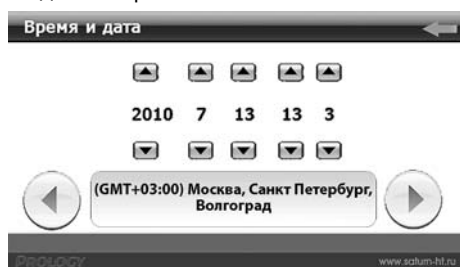 Время и дата
2010 7 13 13 3
(GMT+03:00) Москва, Санкт Петербург,
Волгоград
PROLOGY
www.saturn-ht.ru